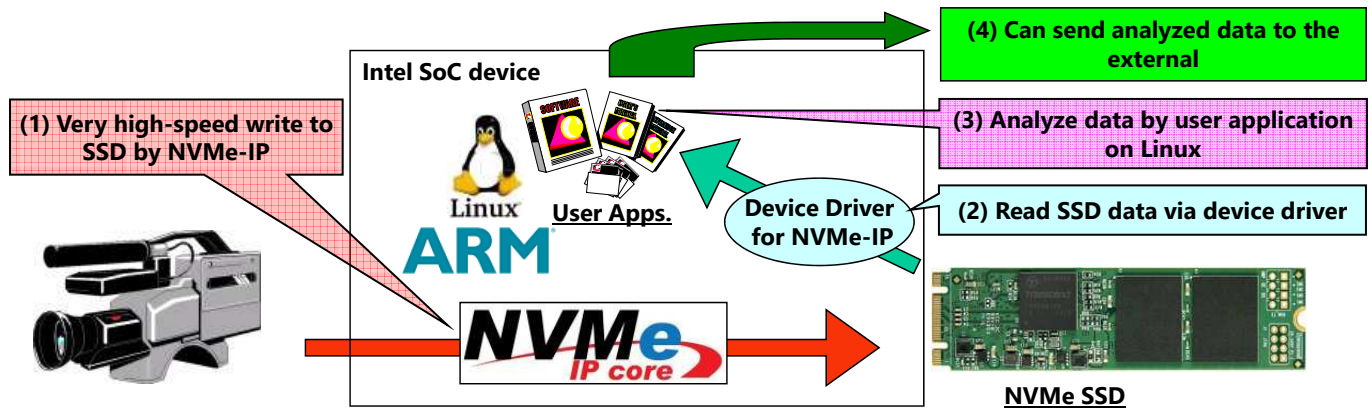 (4) Can send analyzed data to the
external
Intel SoC device
(1) Very high-speed write to
SSD by NVMe-IP
SOFTWARE
(3) Analyze data by user application
on Linux
Linux
User Apps.
Device Driver
for NVMe-IP
(2) Read SSD data via device driver
ARM
NVMe
IP core
NVMe SSD